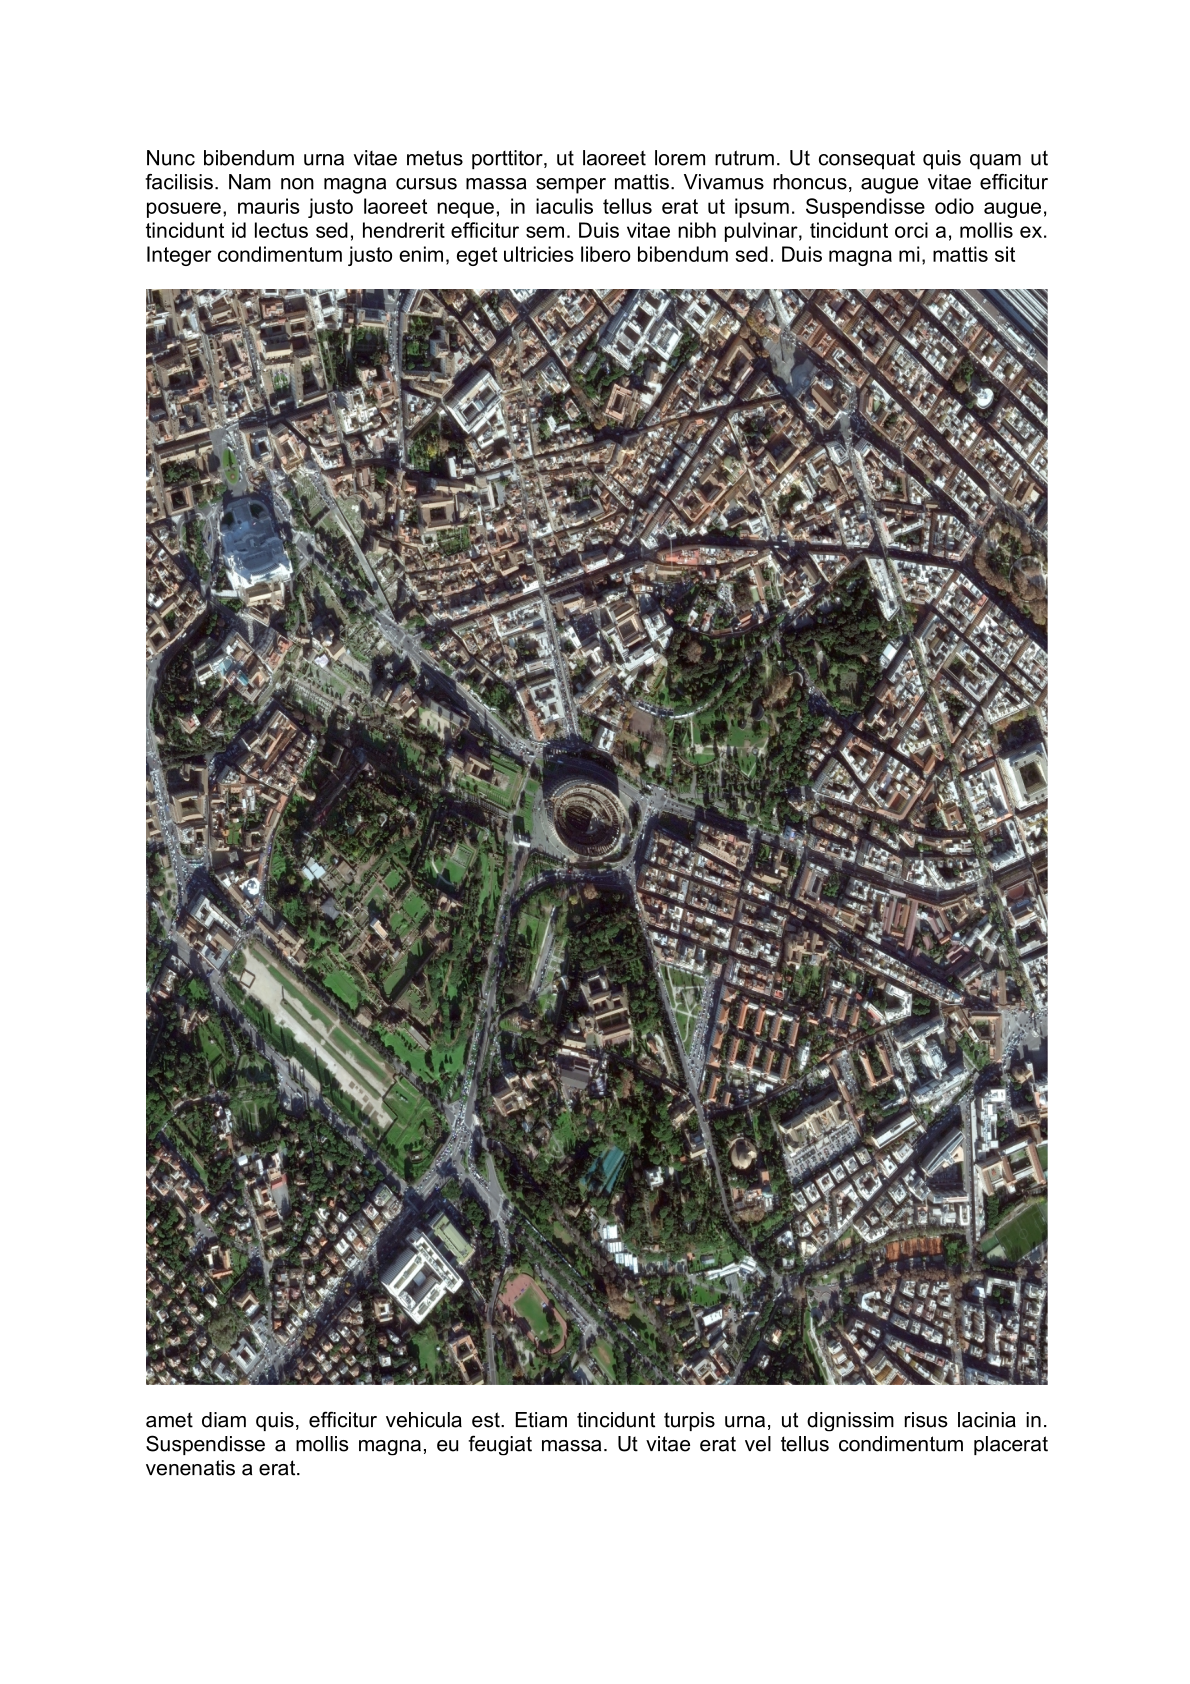 Nunc bibendum urna vitae metus porttitor, ut laoreet lorem rutrum. Ut consequat quis quam ut
facilisis. Nam non magna cursus massa semper mattis. Vivamus rhoncus, augue vitae efficitur
posuere, mauris justo laoreet neque, in iaculis tellus erat ut ipsum. Suspendisse odio augue,
tincidunt id lectus sed, hendrerit efficitur sem. Duis vitae nibh pulvinar, tincidunt orci a, mollis ex.
Integer condimentum justo enim, eget ultricies libero bibendum sed. Duis magna mi, mattis sit
amet diam quis, efficitur vehicula est. Etiam tincidunt turpis urna, ut dignissim risus lacinia in.
Suspendisse a mollis magna, eu feugiat massa. Ut vitae erat vel tellus condimentum placerat
venenatis a erat.